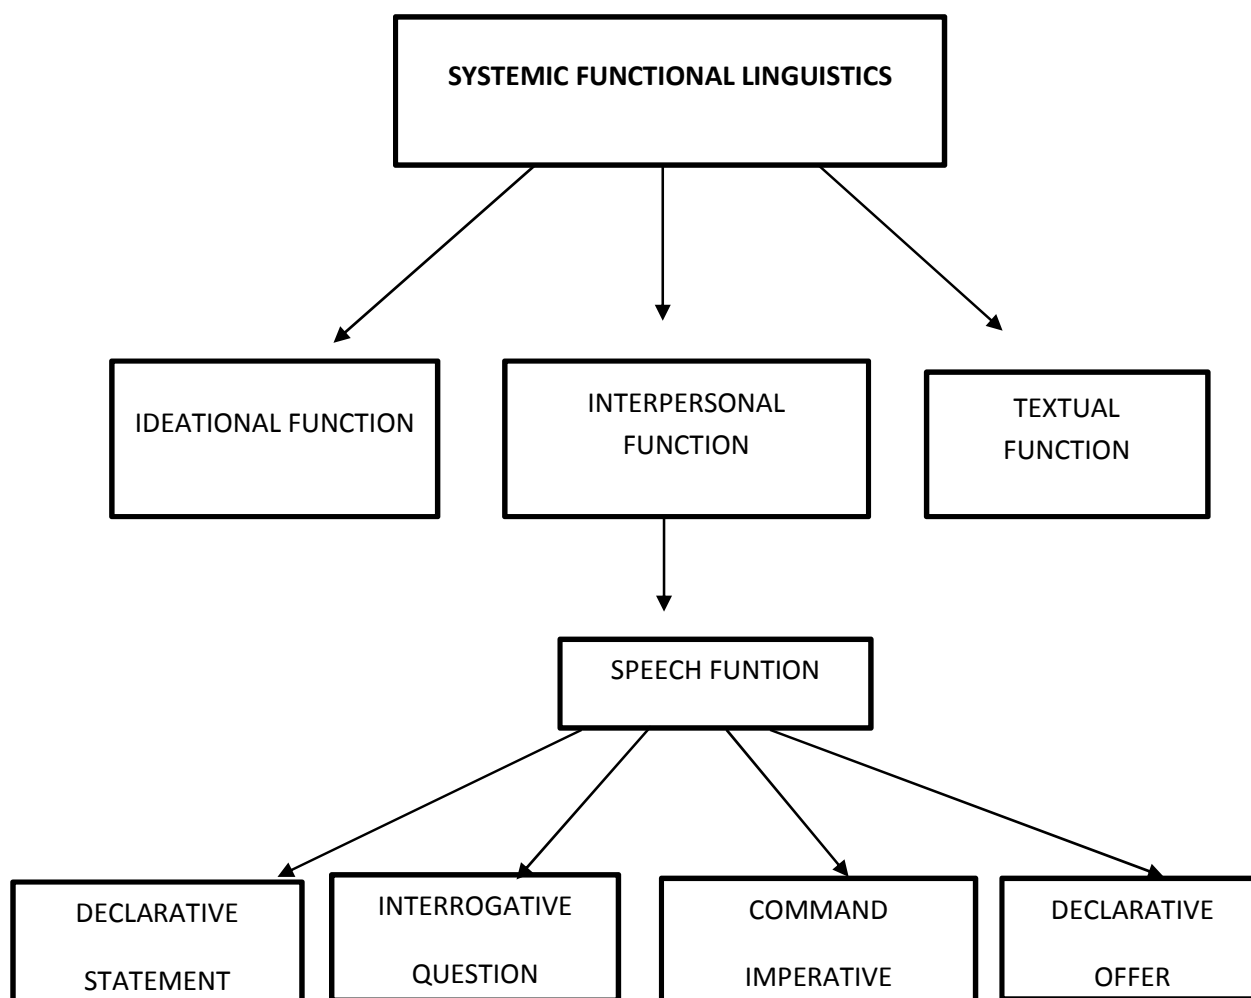 SYSTEMIC FUNCTIONAL LINGUISTICS
IDEATIONAL FUNCTION
INTERPERSONAL
FUNCTION
TEXTUAL
FUNCTION
SPEECH FUNTION
DECLARATIVE
STATEMENT
INTERROGATIVE
QUESTION
COMMAND
IMPERATIVE
DECLARATIVE
OFFER